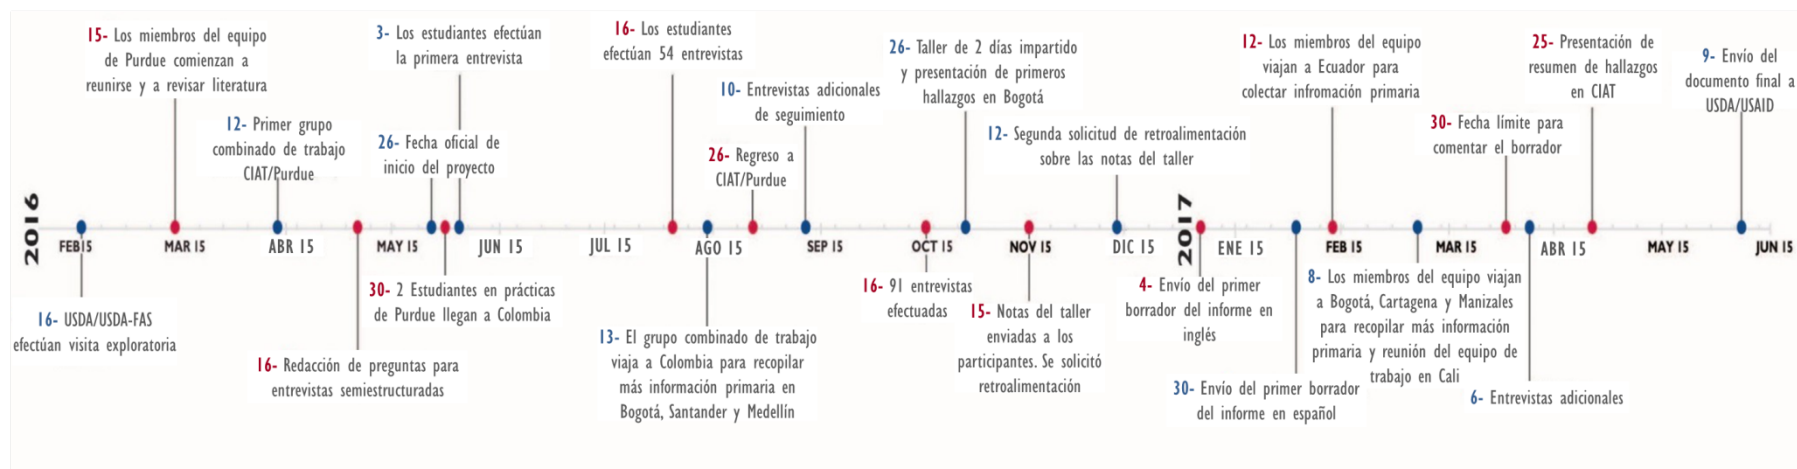 15- Los miembros del equipo
de Purdue comienzan a
reunirse y a revisar literatura
12- Primer grupo
combinado de trabajo
CIAT/Purdue
3- Los estudiantes efectúan
la primera entrevista
26- Fecha oficial de
inicio del proyecto
16- Los estudiantes
efectúan 54 entrevistas
10- Entrevistas adicionales
de seguimiento
26- Regreso a
CIAT/Purdue
26- Taller de 2 días impartido
y presentación de primeros
hallazgos en Bogotá
12- Segunda solicitud de retroalimentación
sobre las notas del taller
12- Los miembros del equipo
viajan a Ecuador para
colectar infromación primaria
30- Fecha límite para
comentar el borrador
25- Presentación de
resumen de hallazgos
en CIAT
9- Envío del
documento final a
USDA/USAID
2016
FEB15
MAR 15
ABR 15
MAY 15
JUN 15
JUL 15
AGO 15
SEP 15
OCT 15
NOV 15
DIC 15
2017
ENE 15
FEB 15
MAR 15
ABR 15
MAY 15
JUN 15
16- USDA/USDA-FAS
efectúan visita exploratoria
16- Redacción de preguntas para
entrevistas semiestructuradas
30- 2 Estudiantes en prácticas
de Purdue llegan a Colombia
13- El grupo combinado de trabajo
viaja a Colombia para recopilar
más información primaria en
Bogotá, Santander y Medellín
16- 91 entrevistas
efectuadas
15- Notas del taller
enviadas a los
participantes. Se solicitó
retroalimentación
4- Envío del primer
borrador del informe en
inglés
30- Envío del primer borrador
del informe en español
8- Los miembros del equipo viajan
a Bogotá, Cartagena y Manizales
para recopilar más información
primaria y reunión del equipo de
trabajo en Cali
6- Entrevistas adicionales